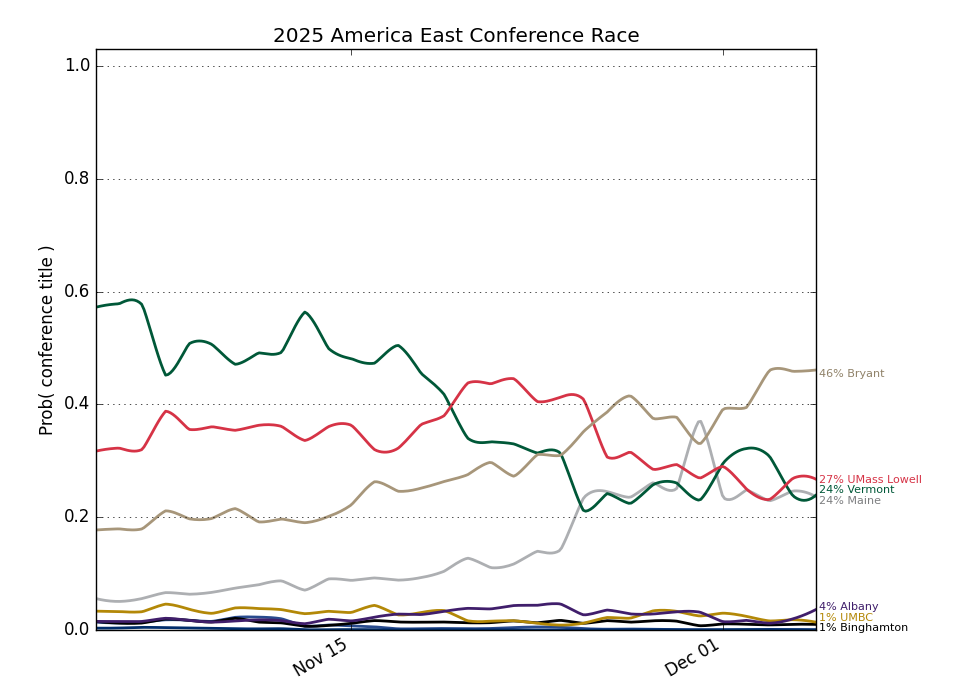 2025 America East Conference Race
Prob( conference title )
1.0
0.8
0.6
0.4
0.2
0.0
Nov 15
Dec 01
46% Bryant
27% UMass Lowell
24% Vermont
24% Maine
4% Albany
1% UMBC
1% Binghamton